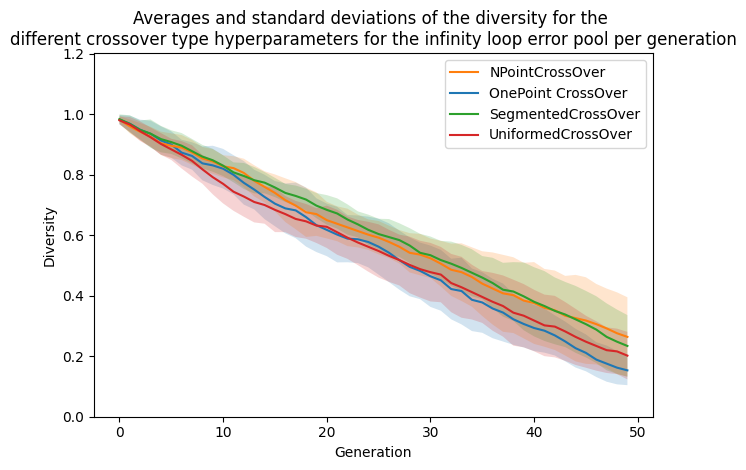 Averages and standard deviations of the diversity for the
different crossover type hyperparameters for the infinity loop error pool per generation
NPointCrossOver
OnePoint CrossOver
SegmentedCrossOver
UniformedCrossOver
Diversity
1.2
1.0
0.8
0.6
0.4
0.2
0.0
0 10 20 30 40 50
Generation